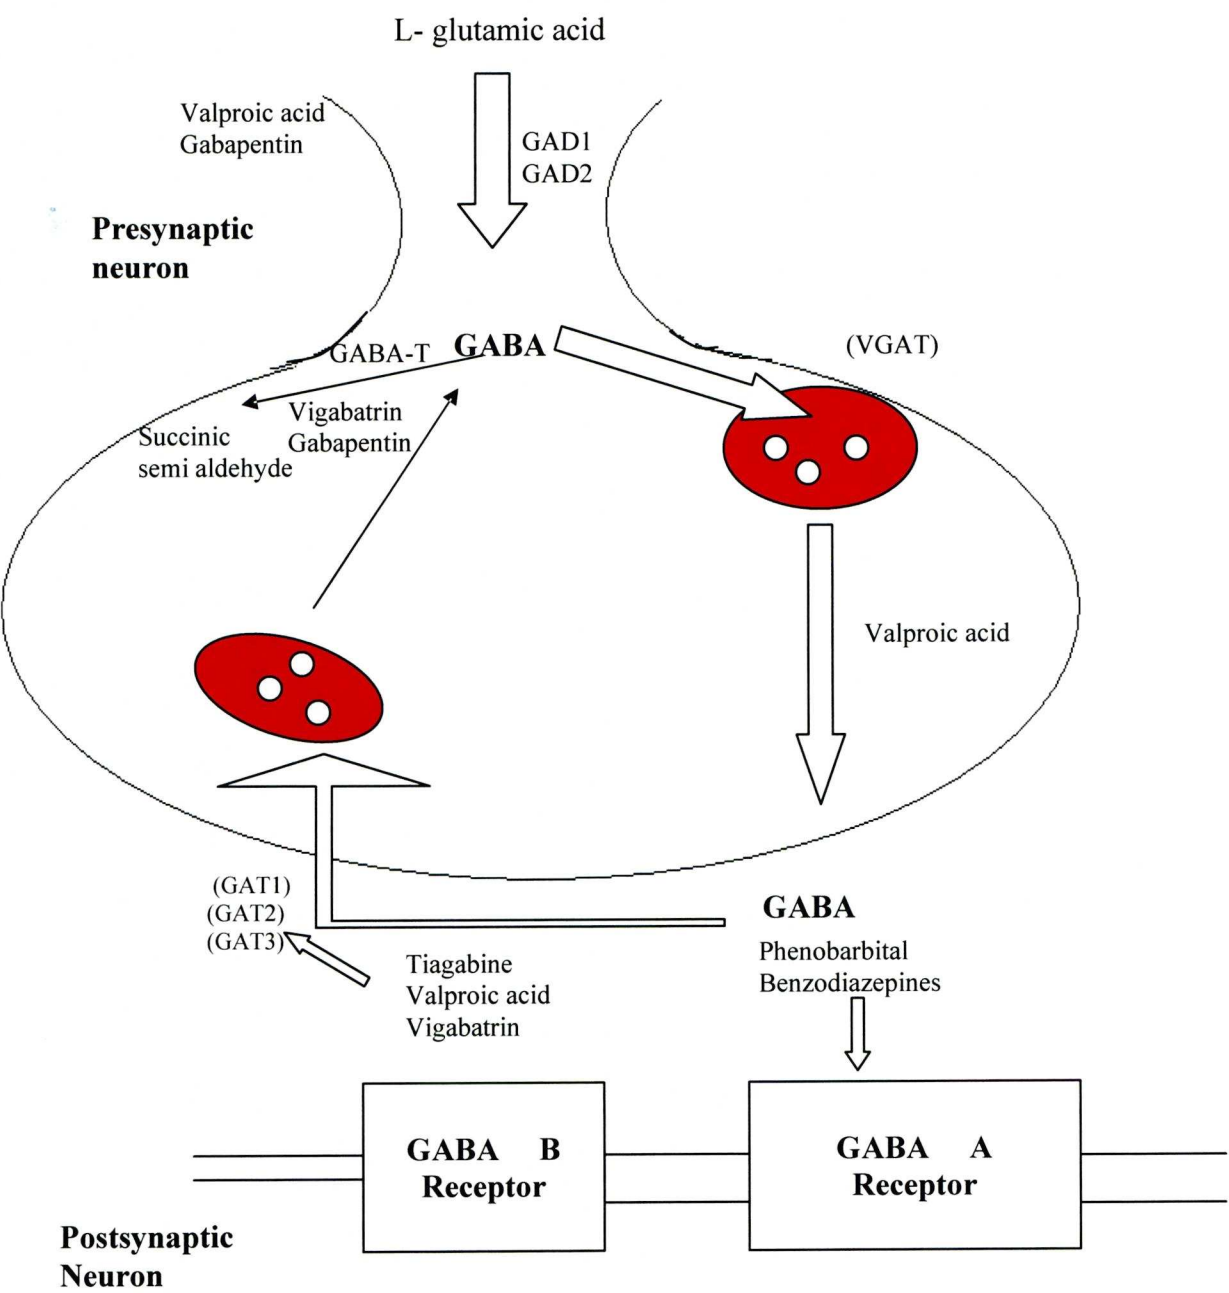 L- glutamic acid
Valproic acid
Gabapentin
GAD1
GAD2
Presynaptic
neuron
GABA-T
GABA
(VGAT)
Vigabatrin
Gabapentin
Succinic
semi aldehyde
Valproic acid
(GAT1)
(GAT2)
(GAT3)
GABA
Phenobarbital
Benzodiazepines
Tiagabine
Valproic acid
Vigabatrin
GABA B
Receptor
GABA A
Receptor
Postsynaptic
Neuron